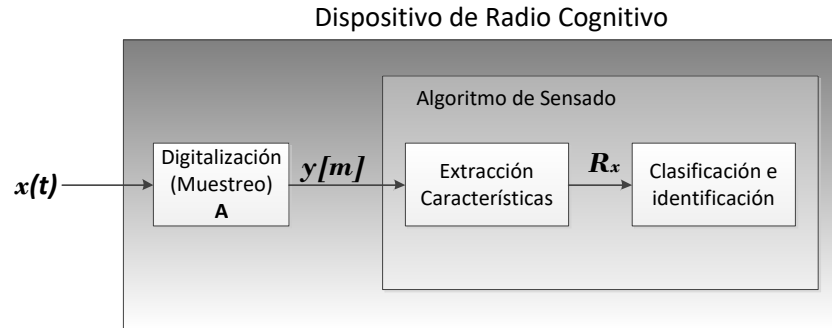 Dispositivo de Radio Cognitivo
Algoritmo de Sensado
x(t)
Digitalización
(Muestreo)
A
y[m]
Extracción
Características
Rx
Clasificación e
identificación